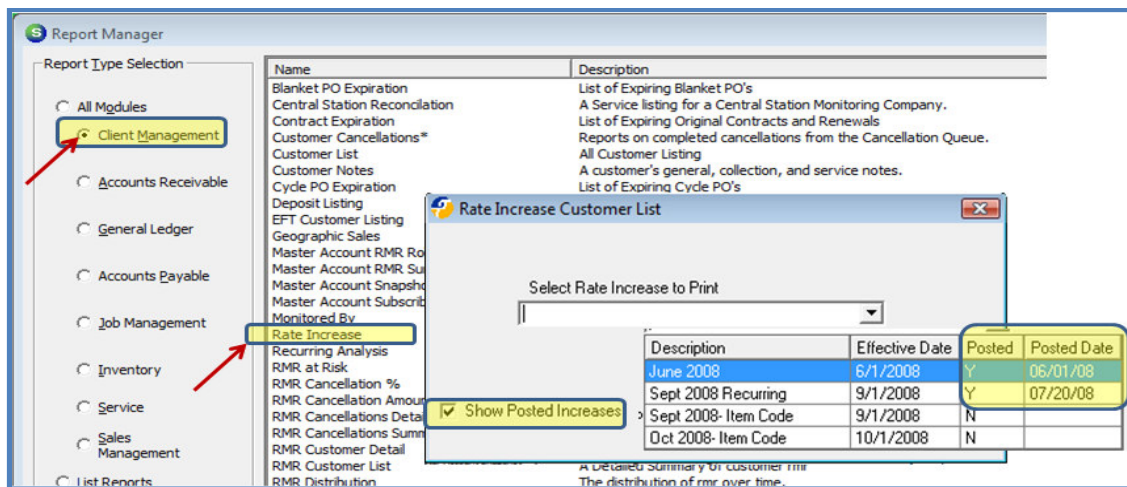 Report Manager
Report Type Selection
All Modules
Client Management
Accounts Receivable
General Ledger
Accounts Payable
Job Management
Inventory
Service
Sales
Management
List Reports
Name Description
Blanket PO Expiration List of Expiring Blanket PO's
Central Station Reconcilation A Service listing for a Central Station Monitoring Company.
Contract Expiration List of Expiring Original Contracts and Renewals
Customer Cancellations* Reports on completed cancellations from the Cancellation Queue.
Customer List All Customer Listing
Customer Notes A customer's general, collection, and service notes.
Cycle PO Expiration List of Expiring Cycle PO's
Deposit Listing
EFT Customer Listing
Geographic Sales
Master Account RMR Ro
Master Account RMR Su
Master Account Snapsh
Master Account Subscrib
Monitored By
Rate Increase
Recurring Analysis
RMR at Risk
RMR Cancellation %
RMR Cancellation Amou
RMR Cancellations Detai
RMR Cancellations Summ
RMR Customer Detail
RMR Customer List A Detailed Summary of customer rmr
RMR Distribution The distribution of rmr over time.
Rate Increase Customer List
Select Rate Increase to Print
Description Effective Date Posted Posted Date
June 2008 6/1/2008 Y 06/01/08
Sept 2008 Recurring 9/1/2008 Y 07/20/08
Sept 2008- Item Code 9/1/2008 N
Oct 2008- Item Code 10/1/2008 N
Show Posted Increases